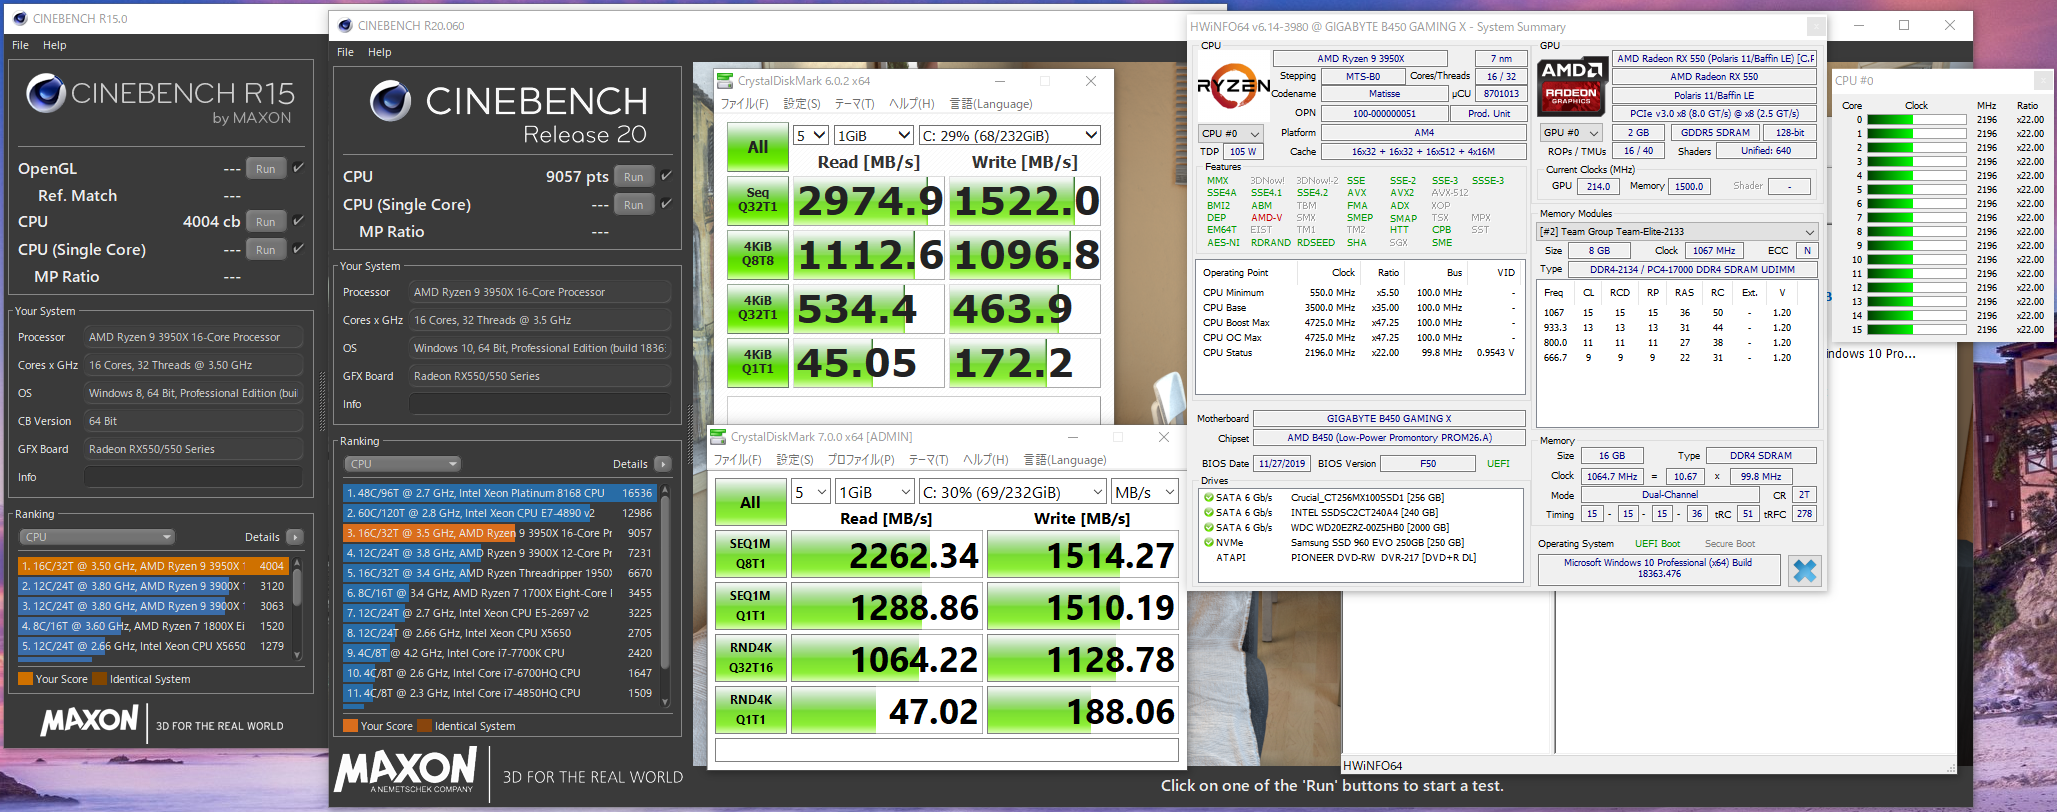 CINEBENCH R15.0
File Help
CINEBENCH R15
by MAXON
OpenGL --- Run
Ref. Match ---
CPU 4004 cb Run
CPU (Single Core) --- Run
MP Ratio ---
Your System
Processor AMD Ryzen 9 3950X 16-Core Processor
Cores x GHz 16 Cores, 32 Threads @ 3.50 GHz
OS Windows 8, 64 Bit, Professional Edition (bui
CB Version 64 Bit
GFX Board Radeon RX550/550 Series
Info
Ranking
CPU Details
1. 16C/32T @ 3.50 GHz, AMD Ryzen 9 3950X 4004
2. 12C/24T @ 3.80 GHz, AMD Ryzen 9 3900X 3120
3. 12C/24T @ 3.80 GHz, AMD Ryzen 9 3900X 3063
4. 8C/16T @ 3.60 GHz, AMD Ryzen 7 1800X Ei 1520
5. 12C/24T @ 2.66 GHz, Intel Xeon CPU X5650 1279
Your Score Identical System
MAXON 3D FOR THE REAL WORLD
CINEBENCH R20.060
File Help
CINEBENCH
Release 20
CPU 9057 pts Run
CPU (Single Core) --- Run
MP Ratio ---
Your System
Processor AMD Ryzen 9 3950X 16-Core Processor
Cores x GHz 16 Cores, 32 Threads @ 3.5 GHz
OS Windows 10, 64 Bit, Professional Edition (build 1836
GFX Board Radeon RX550/550 Series
Info
Ranking
CPU Details
1. 48C/96T @ 2.7 GHz, Intel Xeon Platinum 8168 CPU 16536
2. 60C/120T @ 2.8 GHz, Intel Xeon CPU E7-4890 v2 12986
3. 16C/32T @ 3.5 GHz, AMD Ryzen 9 3950X 16-Core Pr 9057
4. 12C/24T @ 3.8 GHz, AMD Ryzen 9 3900X 12-Core Pr 7231
5. 16C/32T @ 3.4 GHz, AMD Ryzen Threadripper 1950X 6670
6. 8C/16T @ 3.4 GHz, AMD Ryzen 7 1700X Eight-Core 3455
7. 12C/24T @ 2.7 GHz, Intel Xeon CPU E5-2697 v2 3225
8. 12C/24T @ 2.66 GHz, Intel Xeon CPU X5650 2705
9. 4C/8T @ 4.2 GHz, Intel Core i7-7700K CPU 2420
10. 4C/8T @ 2.6 GHz, Intel Core i7-6700HQ CPU 1647
11. 4C/8T @ 2.3 GHz, Intel Core i7-4850HQ CPU 1509
Your Score Identical System
MAXON
A NEMETSCHEK COMPANY
3D FOR THE REAL WORLD
Click on one of the 'Run' buttons to start a test.
CrystalDiskMark 6.0.2 x64
ファイル(F) 設定(S) テーマ(T) ヘルプ(H) 言語(Language)
All 5 1GiB C: 29% (68/232GiB)
Read [MB/s] Write [MB/s]
Seq Q32T1 2974.9 1522.0
4KiB Q8T8 1112.6 1096.8
4KiB Q32T1 534.4 463.9
4KiB Q1T1 45.05 172.2
CrystalDiskMark 7.0.0 x64 [ADMIN]
ファイル(F) 設定(S) プロファイル(P) テーマ(T) ヘルプ(H) 言語(Language)
All 5 1GiB C: 30% (69/232GiB) MB/s
Read [MB/s] Write [MB/s]
SEQ1M Q8T1 2262.34 1514.27
SEQ1M Q1T1 1288.86 1510.19
RND4K Q32T16 1064.22 1128.78
RND4K Q1T1 47.02 188.06
HWiNFO64 v6.14-3980 @ GIGABYTE B450 GAMING X - System Summary
CPU
RYZEN
AMD Ryzen 9 3950X 7 nm
Stepping MTS-B0 Cores/Threads 16 / 32
Codename Matisse µCU 8701013
OPN 100-000000051 Prod. Unit
CPU #0 Platform AM4
TDP 105 W Cache 16x32 + 16x32 + 16x512 + 4x16M
Features
MMX 3DNow! 3DNow!-2 SSE SSE-2 SSE-3 SSSE-3
SSE4A SSE4.1 SSE4.2 AVX AVX2 AVX-512
BMI2 ABM TBM FMA ADX XOP
DEP AMD-V SMX SMEP SMAP TSX MPX
EM64T EIST TM1 TM2 HTT CPB SST
AES-NI RDRAND RDSEED SHA SGX SME
Operating Point Clock Ratio Bus VID
CPU Minimum 550.0 MHz x5.50 100.0 MHz -
CPU Base 3500.0 MHz x35.00 100.0 MHz -
CPU Boost Max 4725.0 MHz x47.25 100.0 MHz -
CPU OC Max 4725.0 MHz x47.25 100.0 MHz -
CPU Status 2196.0 MHz x22.00 99.8 MHz 0.9543 V
Motherboard GIGABYTE B450 GAMING X
Chipset AMD B450 (Low-Power Promontory PROM26.A)
BIOS Date 11/27/2019 BIOS Version F50 UEFI
Drives
SATA 6 Gb/s Crucial_CT256MX100SSD1 [256 GB]
SATA 6 Gb/s INTEL SSDSC2CT240A4 [240 GB]
SATA 6 Gb/s WDC WD20EZRZ-00Z5HB0 [2000 GB]
NVMe Samsung SSD 960 EVO 250GB [250 GB]
ATAPI PIONEER DVD-RW DVR-217 [DVD+R DL]
GPU
AMD RADEON GRAPHICS
AMD Radeon RX 550 (Polaris 11/Baffin LE) [C.F
AMD Radeon RX 550
Polaris 11/Baffin LE
PCIe v3.0 x8 (8.0 GT/s) @ x8 (2.5 GT/s)
GPU #0 2 GB GDDR5 SDRAM 128-bit
ROPs / TMUs 16 / 40 Shaders Unified: 640
Current Clocks (MHz)
GPU 214.0 Memory 1500.0 Shader -
Memory Modules
[#2] Team Group Team-Elite-2133
Size 8 GB Clock 1067 MHz ECC N
Type DDR4-2134 / PC4-17000 DDR4 SDRAM UDIMM
Freq CL RCD RP RAS RC Ext. V
1067 15 15 15 36 50 - 1.20
933.3 13 13 13 31 44 - 1.20
800.0 11 11 11 27 38 - 1.20
666.7 9 9 9 22 31 - 1.20
Memory
Size 16 GB Type DDR4 SDRAM
Clock 1064.7 MHz = 10.67 x 99.8 MHz
Mode Dual-Channel CR 2T
Timing 15 - 15 - 15 - 36 tRC 51 tRFC 278
Operating System UEFI Boot Secure Boot
Microsoft Windows 10 Professional (x64) Build
18363.476
CPU #0
Core Clock MHz Ratio
0 2196 x22.00
1 2196 x22.00
2 2196 x22.00
3 2196 x22.00
4 2196 x22.00
5 2196 x22.00
6 2196 x22.00
7 2196 x22.00
8 2196 x22.00
9 2196 x22.00
10 2196 x22.00
11 2196 x22.00
12 2196 x22.00
13 2196 x22.00
14 2196 x22.00
15 2196 x22.00
indows 10 Pro...
HWiNFO64